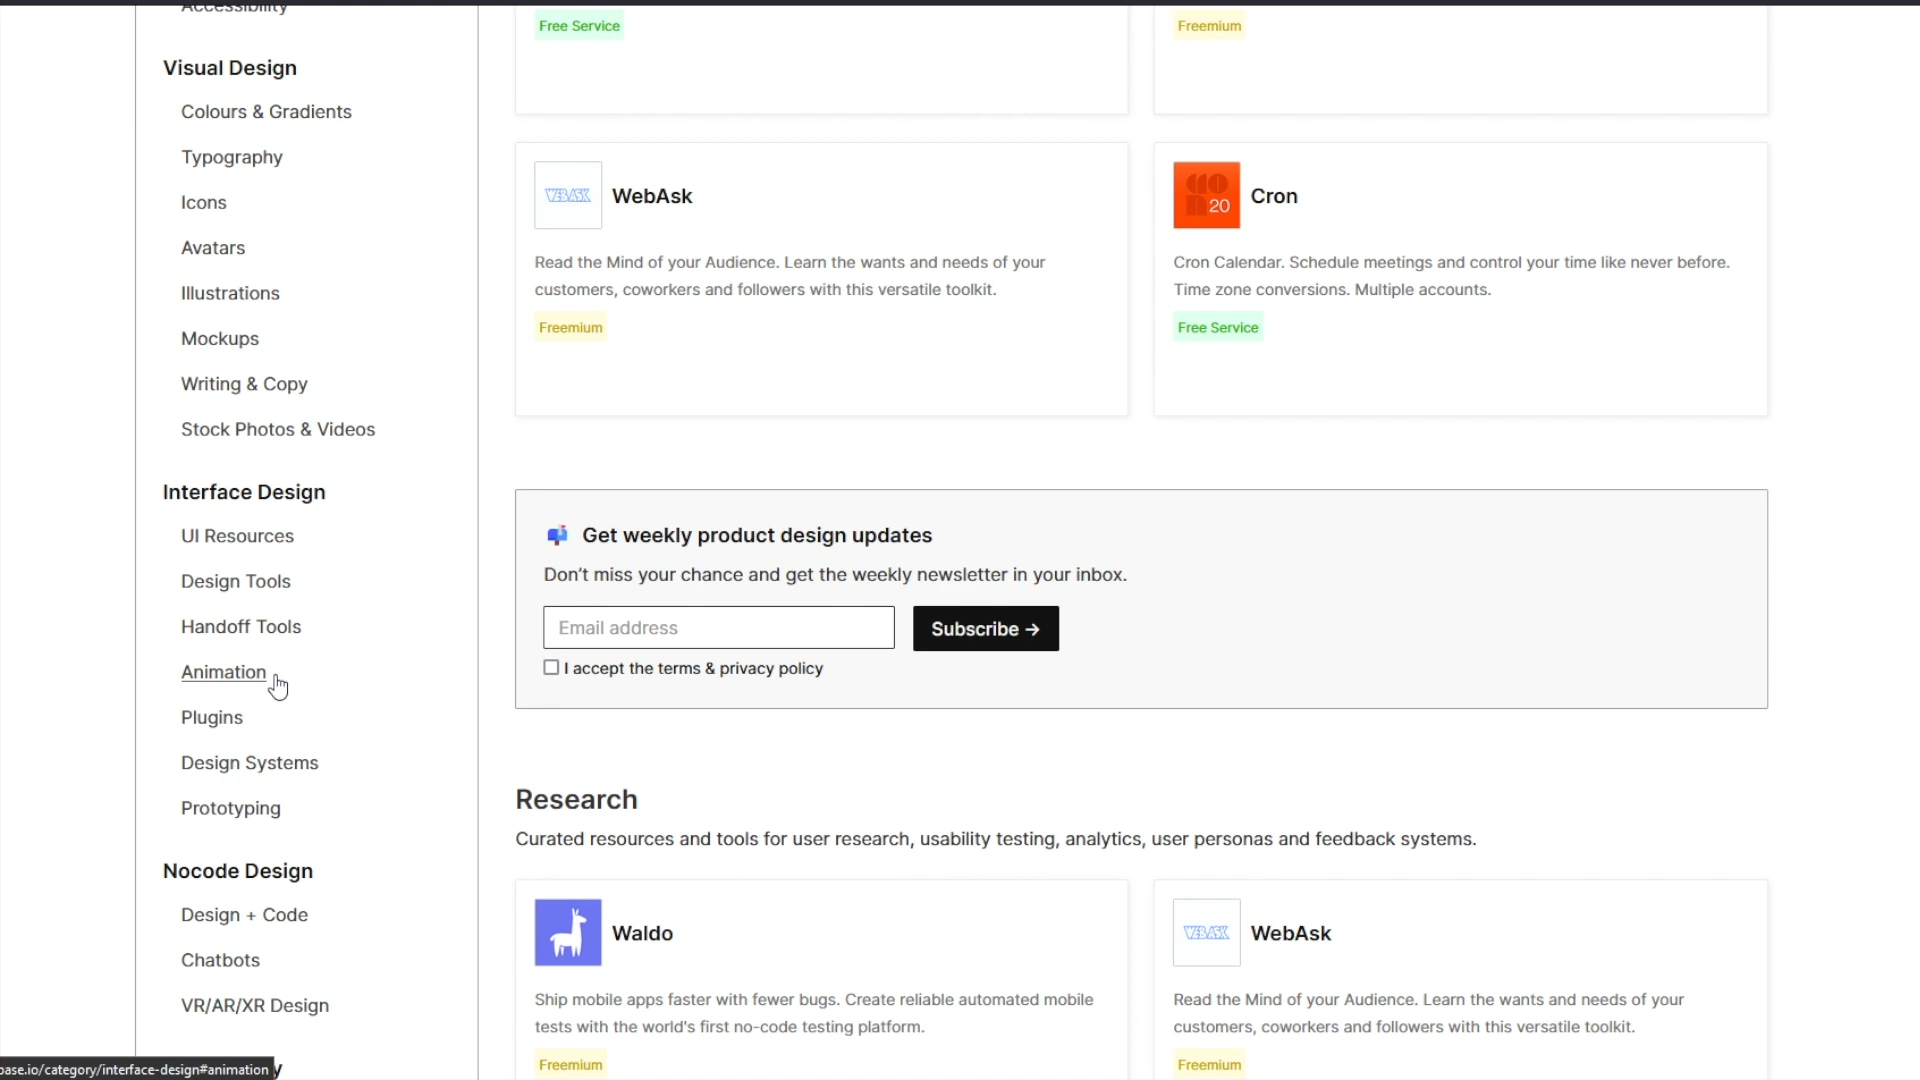 Accessibility
Visual Design
Colours & Gradients
Typography
Icons
Avatars
Illustrations
Mockups
Writing & Copy
Stock Photos & Videos
Interface Design
UI Resources
Design Tools
Handoff Tools
Animation
Plugins
Design Systems
Prototyping
Nocode Design
Design + Code
Chatbots
VR/AR/XR Design
base.io/category/interface-design#animation
Free Service
Freemium
WEBASK
WebAsk
Read the Mind of your Audience. Learn the wants and needs of your
customers, coworkers and followers with this versatile toolkit.
Freemium
20
Cron
Cron Calendar. Schedule meetings and control your time like never before.
Time zone conversions. Multiple accounts.
Free Service
Get weekly product design updates
Don’t miss your chance and get the weekly newsletter in your inbox.
Email address
Subscribe →
I accept the terms & privacy policy
Research
Curated resources and tools for user research, usability testing, analytics, user personas and feedback systems.
Waldo
Ship mobile apps faster with fewer bugs. Create reliable automated mobile
tests with the world's first no-code testing platform.
Freemium
WEBASK
WebAsk
Read the Mind of your Audience. Learn the wants and needs of your
customers, coworkers and followers with this versatile toolkit.
Freemium